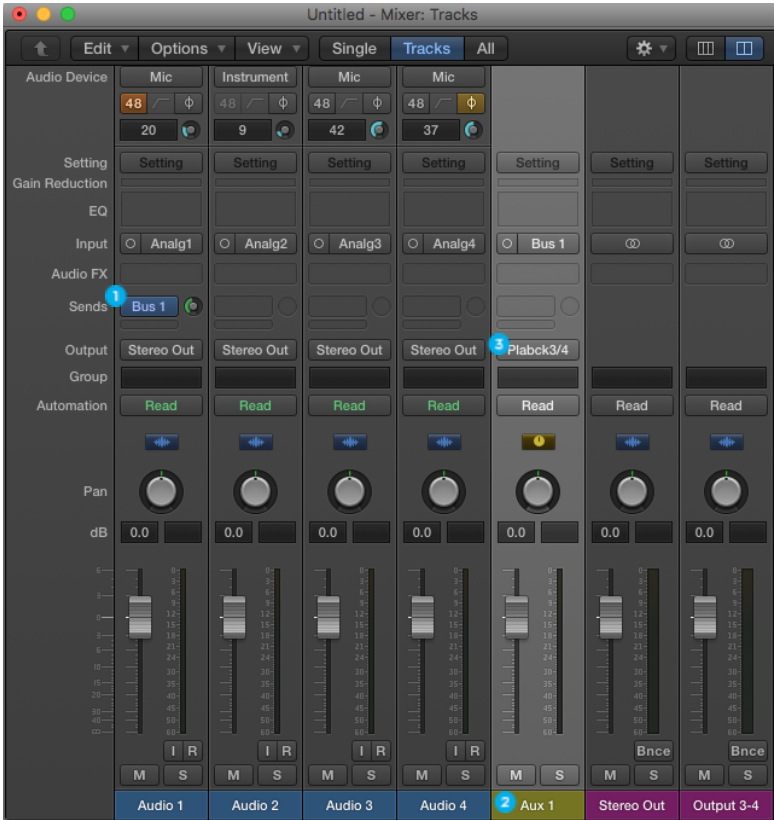 Untitled - Mixer: Tracks
Edit Options View Single Tracks All
Audio Device Mic Instrument Mic Mic
48 48 48 48
20 9 42 37
Setting Setting Setting Setting Setting Setting Setting Setting
Gain Reduction
EQ
Input Analg1 Analg2 Analg3 Analg4 Bus 1
Audio FX
1
Sends Bus 1
Output Stereo Out Stereo Out Stereo Out Stereo Out 3 Plabck3/4
Group
Automation Read Read Read Read Read Read Read
Pan
dB 0.0 0.0 0.0 0.0 0.0 0.0 0.0
I R I R I R I R Bnce Bnce
M S M S M S M S M S M S M S
Audio 1 Audio 2 Audio 3 Audio 4 2 Aux 1 Stereo Out Output 3-4